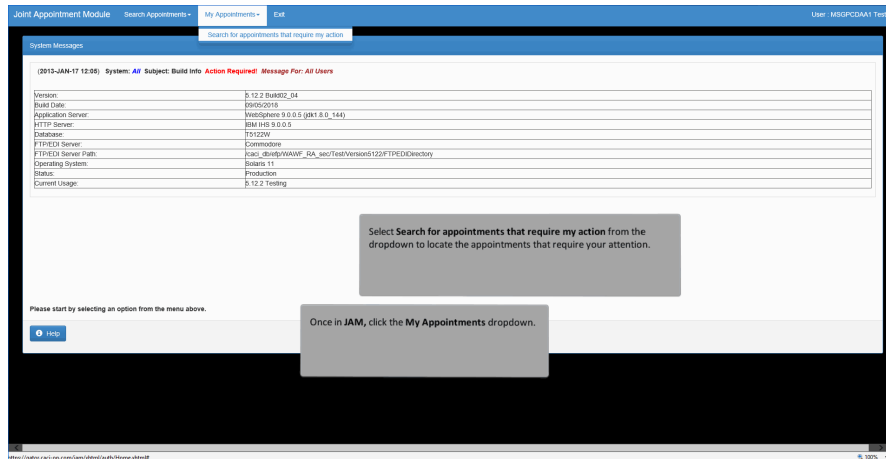 Joint Appointment Module Search Appointments My Appointments Exit User : MSGPCDAA1 Test
Search for appointments that require my action
System Messages
(2013-JAN-17 12:05) System: All Subject: Build Info Action Required! Message For: All Users
Version: 5.12.2 Build02_04
Build Date: 09/05/2018
Application Server: WebSphere 9.0.0.5 (jdk1.8.0_144)
HTTP Server: IBM IHS 9.0.0.5
Database: T5122W
FTP/EDI Server: Commodore
FTP/EDI Server Path: /caci_db/efp/WAWF_RA_sec/Test/Version5122/FTPEDIDirectory
Operating System: Solaris 11
Status: Production
Current Usage: 5.12.2 Testing
Select Search for appointments that require my action from the
dropdown to locate the appointments that require your attention.
Please start by selecting an option from the menu above.
Once in JAM, click the My Appointments dropdown.
Help
100%